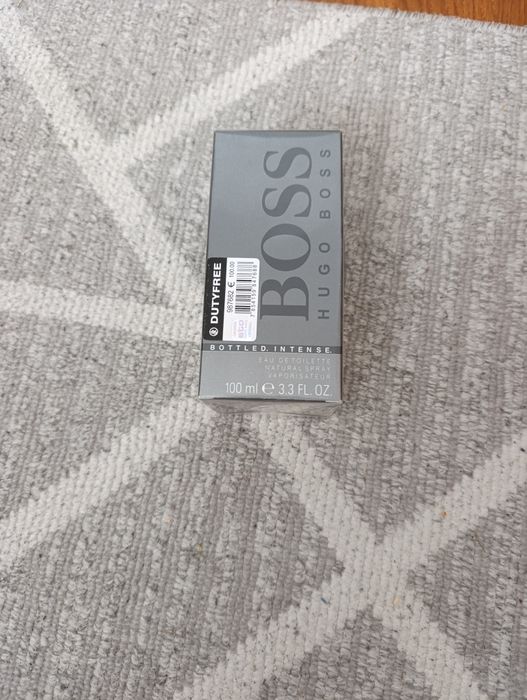 BOSS
HUGO BOSS
DUTYFREE
987682 € 100.00
BOTTLED. INTENSE.
EAU DE TOILETTE
NATURAL SPRAY
VAPORISATEUR
100 ml e 3.3 FL. OZ.